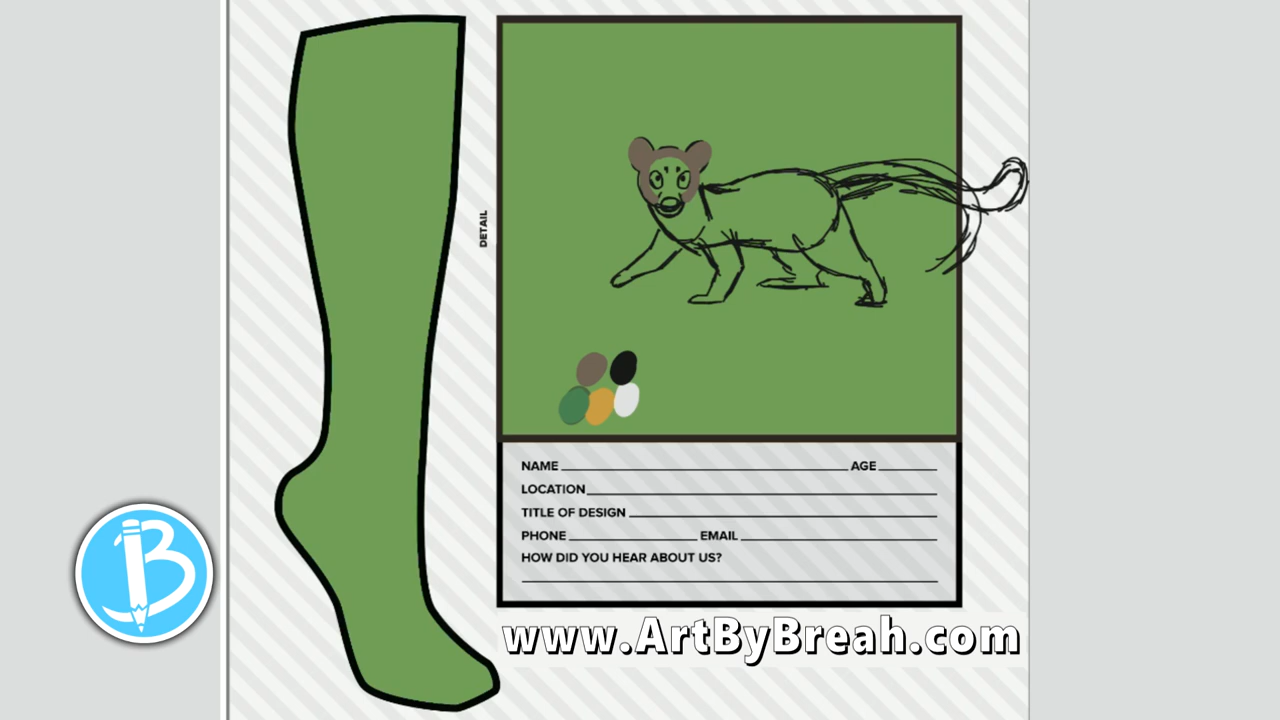 DETAIL
NAME AGE
LOCATION
TITLE OF DESIGN
PHONE EMAIL
HOW DID YOU HEAR ABOUT US?
www.ArtByBreah.com
B